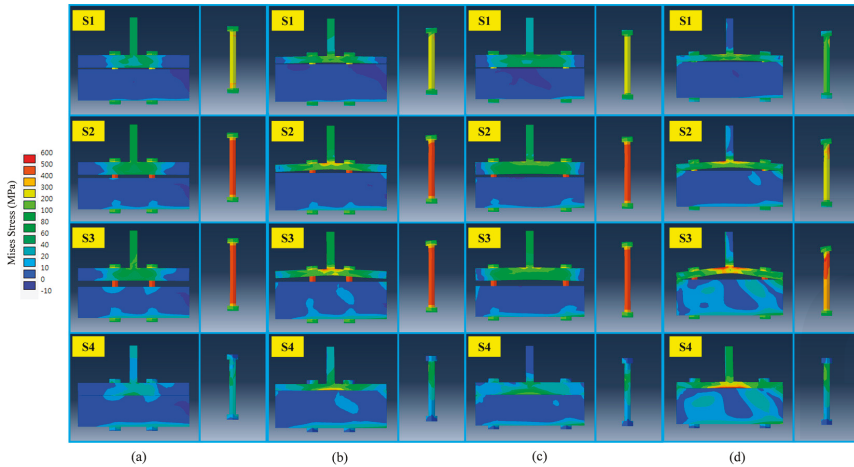 S1 S1 S1 S1
S2 S2 S2 S2
Mises Stress (MPa)
600
500
400
300
200
100
80
60
40
20
10
0
-10
S3 S3 S3 S3
S4 S4 S4 S4
(a) (b) (c) (d)